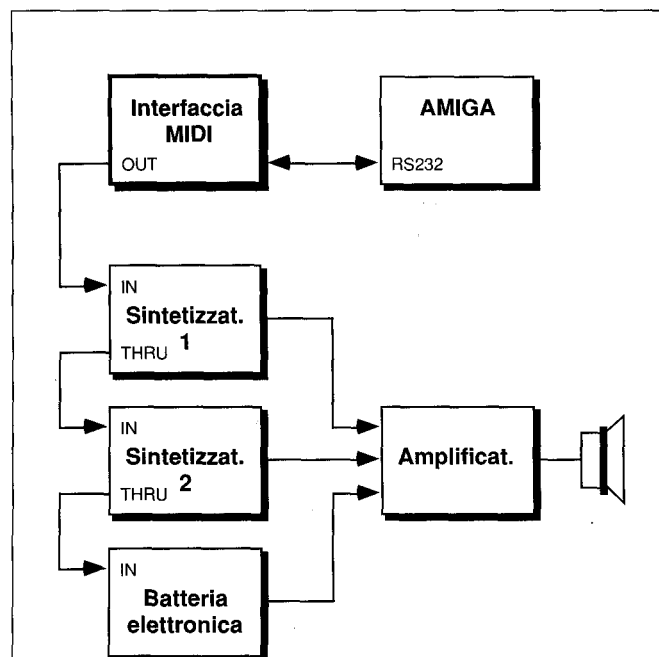 Interfaccia
MIDI
OUT
AMIGA
RS232
IN
Sintetizzat.
1
THRU
IN
Sintetizzat.
2
THRU
Amplificat.
IN
Batteria
elettronica